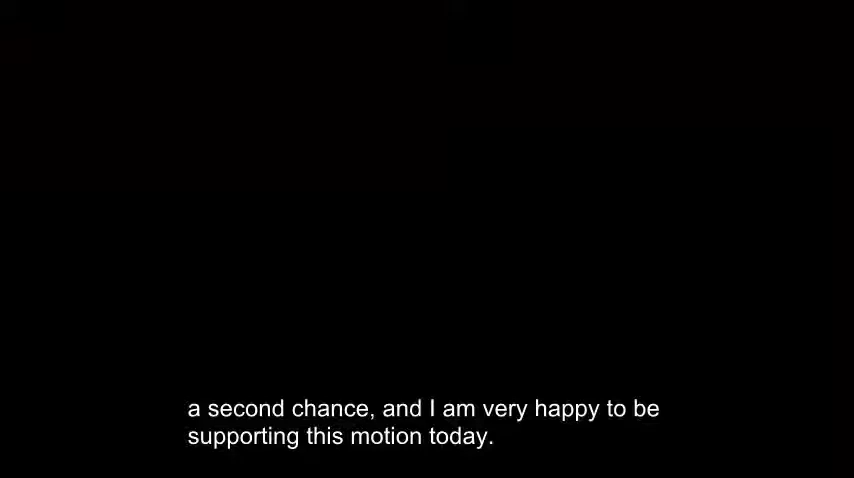 a second chance, and I am very happy to be
supporting this motion today.